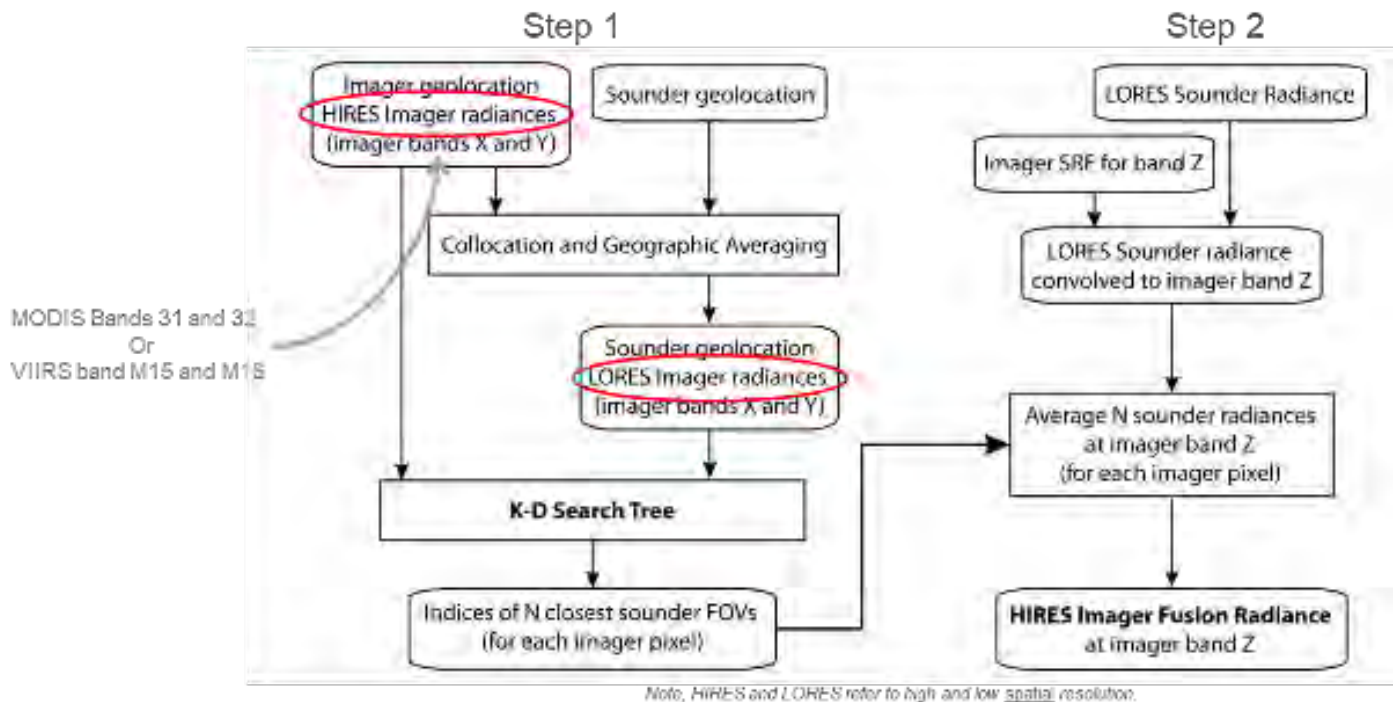 Step 1
Step 2
Imager geolocation
HIRES Imager radiances
(imager bands X and Y)
Sounder geolocation
LORES Sounder Radiance
Imager SRF for band Z
Collocation and Geographic Averaging
LORES Sounder radiance
convolved to imager band Z
MODIS Bands 31 and 32
Or
VIIRS band M15 and M16
Sounder geolocation
LORES Imager radiances
(imager bands X and Y)
Average N sounder radiances
at imager band Z
(for each imager pixel)
K-D Search Tree
Indices of N closest sounder FOVs
(for each imager pixel)
HIRES Imager Fusion Radiance
at imager band Z
Note, HIRES and LORES refer to high and low spatial resolution.